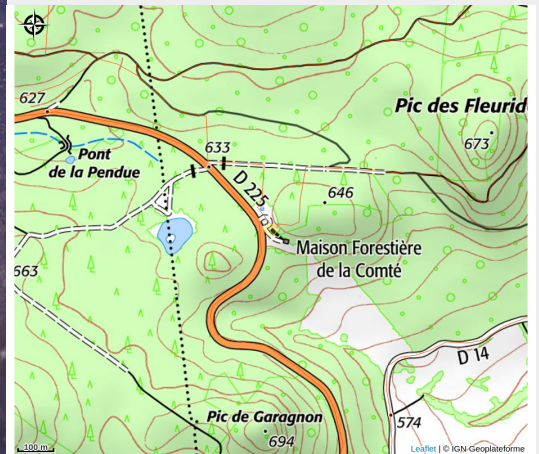 627
Pic des Fleurid
673
633
Pont
de la Pendue
D 225
646
Maison Forestière
de la Comté
663
D 14
Pic de Garagnon
694
574
100 m
Leaflet | © IGN-Geoplateforme